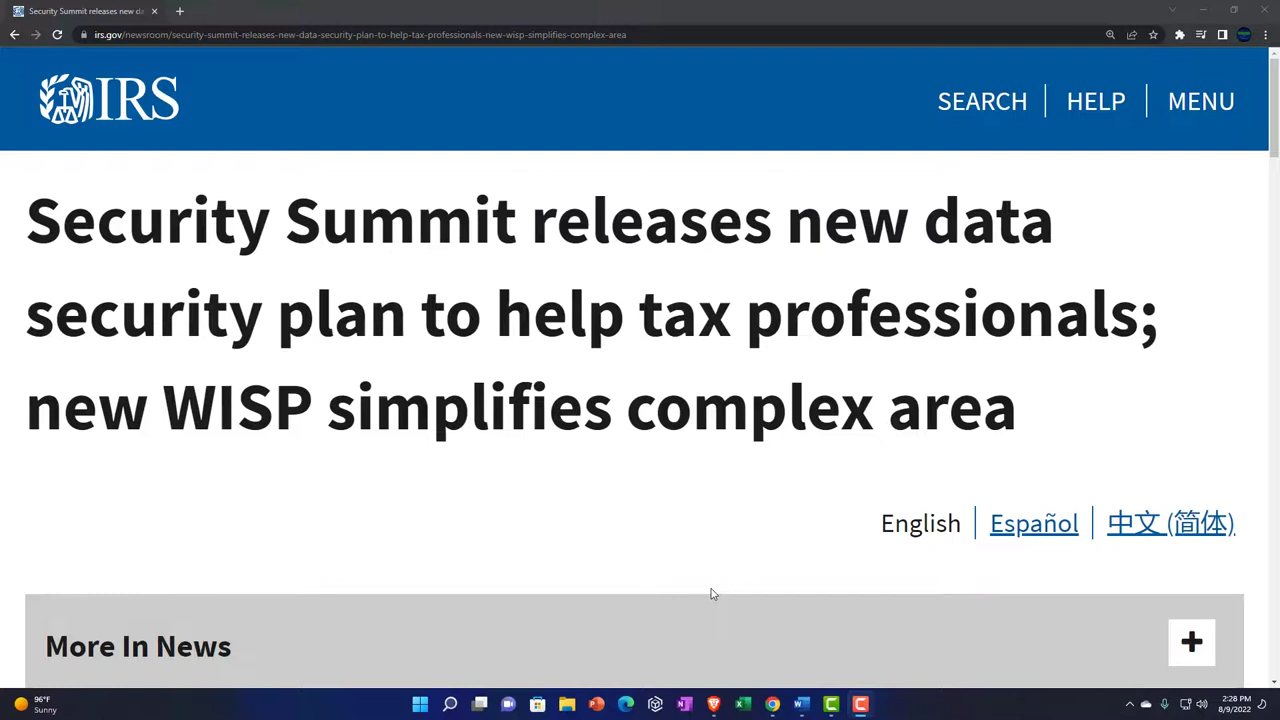 Security Summit releases new da
irs.gov/newsroom/security-summit-releases-new-data-security-plan-to-help-tax-professionals-new-wisp-simplifies-complex-area
IRS
SEARCH
HELP
MENU
Security Summit releases new data
security plan to help tax professionals;
new WISP simplifies complex area
English
Español
中文 (简体)
More In News
+
96°F
Sunny
2:28 PM
8/9/2022